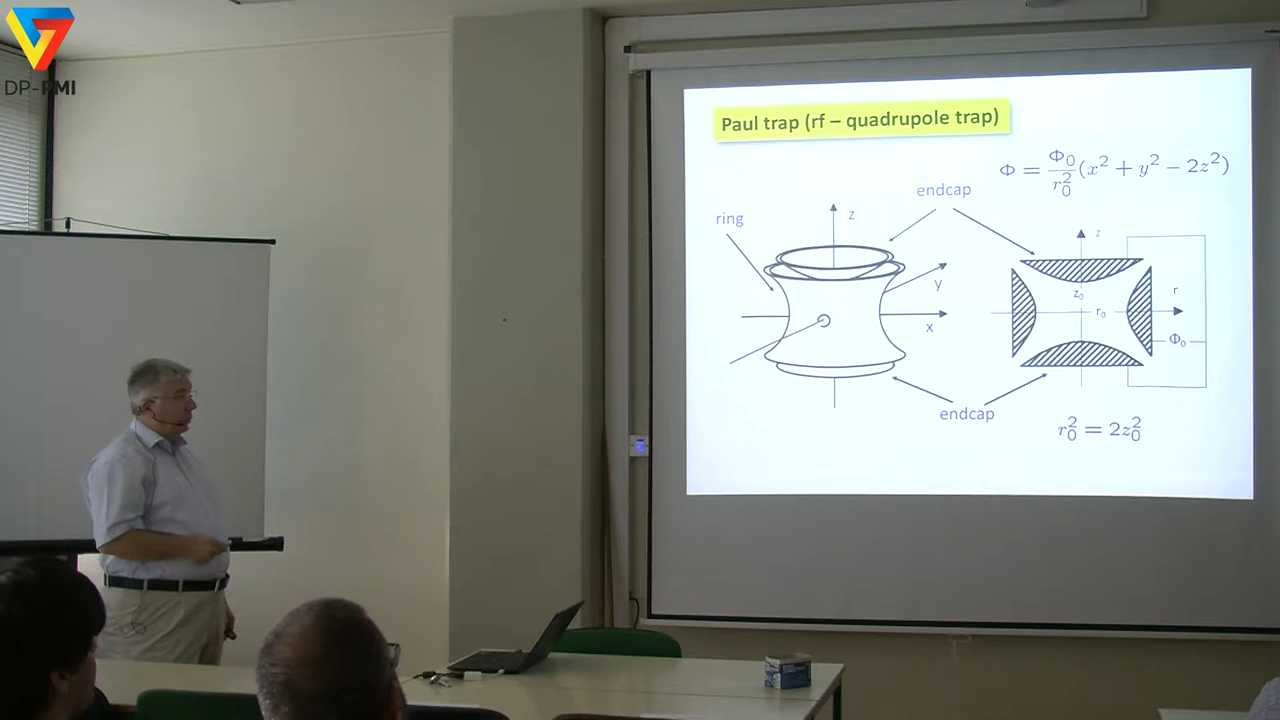 DP-PMI
Paul trap (rf – quadrupole trap)
Φ = Φ₀/r₀² (x² + y² − 2z²)
endcap
ring
z
z
y
x
z₀
r₀
r
Φ₀
endcap
r₀² = 2z₀²